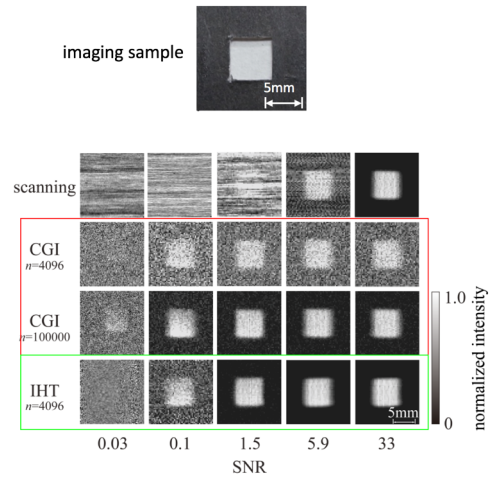 imaging sample
5mm
scanning
CGI
n=4096
CGI
n=100000
IHT
n=4096
5mm
0.03 0.1 1.5 5.9 33
SNR
1.0
0
normalized intensity